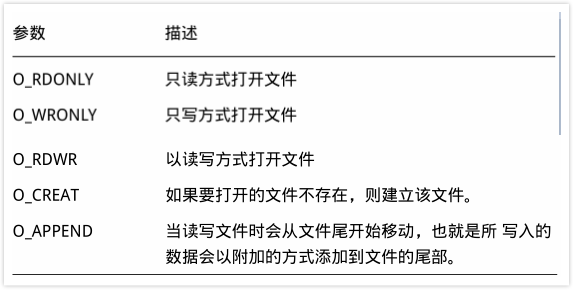 参数 描述
O_RDONLY 只读方式打开文件
O_WRONLY 只写方式打开文件
O_RDWR 以读写方式打开文件
O_CREAT 如果要打开的文件不存在，则建立该文件。
O_APPEND 当读写文件时会从文件尾开始移动，也就是所 写入的
数据会以附加的方式添加到文件的尾部。